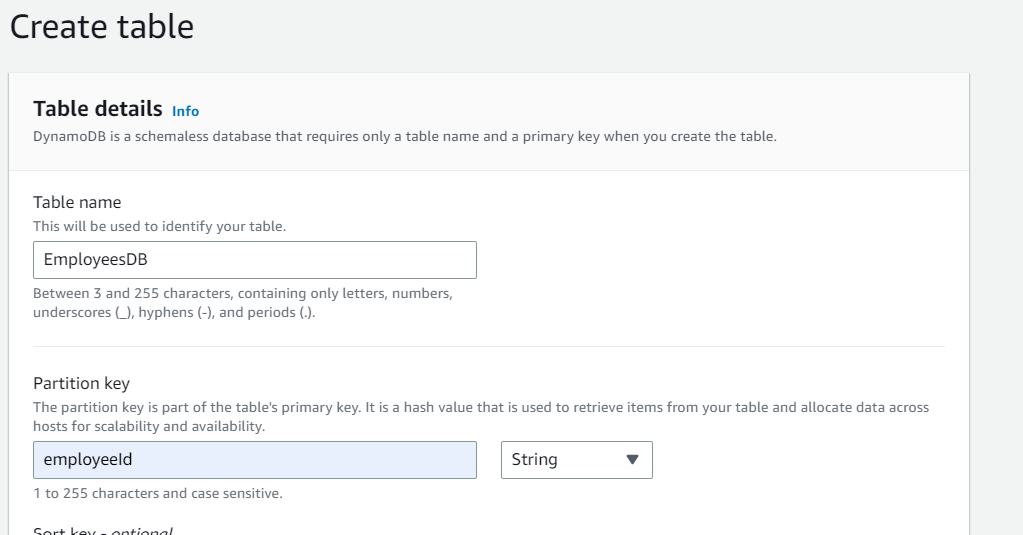 Create table
Table details Info
DynamoDB is a schemaless database that requires only a table name and a primary key when you create the table.
Table name
This will be used to identify your table.
EmployeesDB
Between 3 and 255 characters, containing only letters, numbers,
underscores (_), hyphens (-), and periods (.).
Partition key
The partition key is part of the table's primary key. It is a hash value that is used to retrieve items from your table and allocate data across
hosts for scalability and availability.
employeeId String
1 to 255 characters and case sensitive.
Sort key - optional